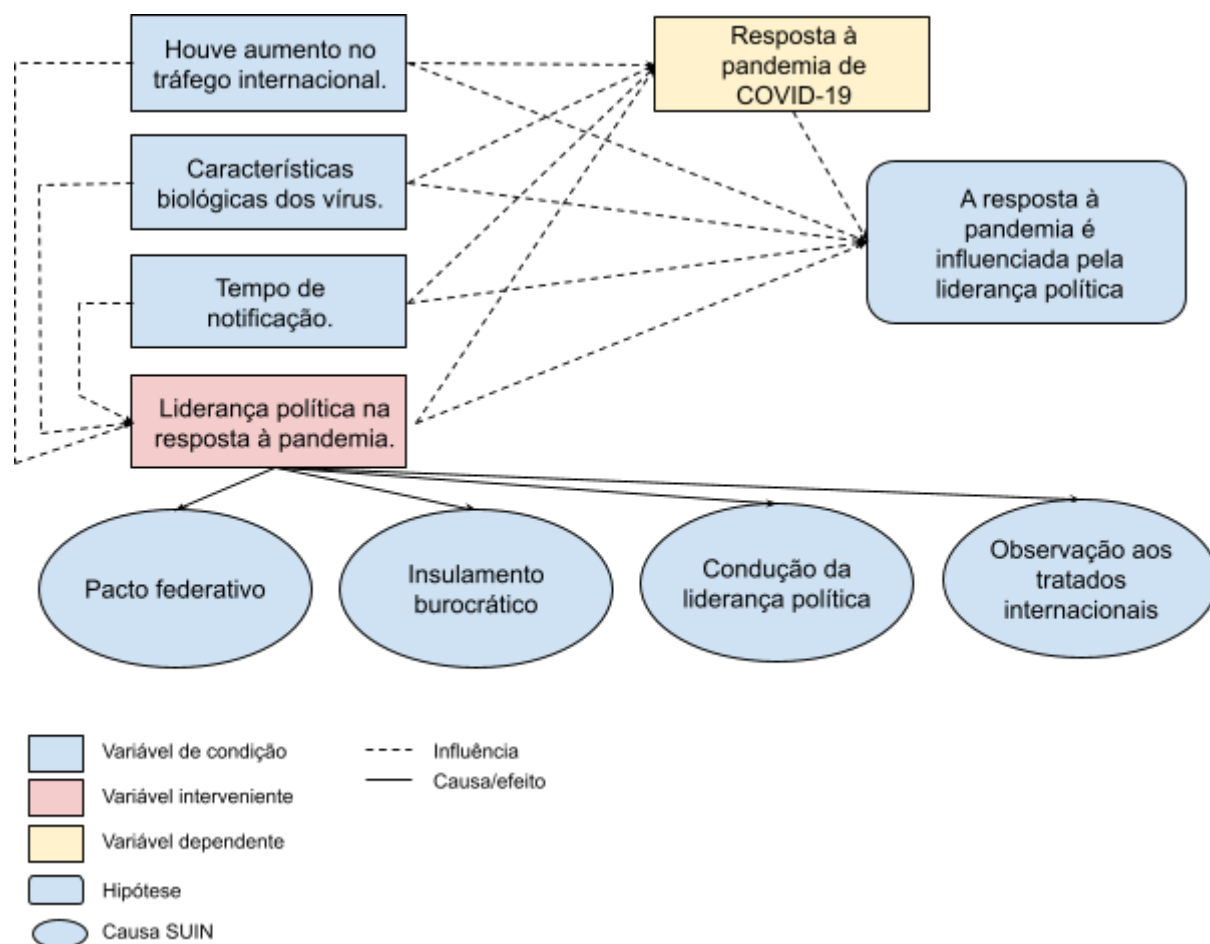 Houve aumento no
tráfego internacional.
Resposta à
pandemia de
COVID-19
Características
biológicas dos vírus.
A resposta à
pandemia é
influenciada pela
liderança política
Tempo de
notificação.
Liderança política na
resposta à pandemia.
Pacto federativo
Insulamento
burocrático
Condução da
liderança política
Observação aos
tratados
internacionais
Variável de condição
Variável interveniente
Variável dependente
Hipótese
Causa SUIN
Influência
Causa/efeito